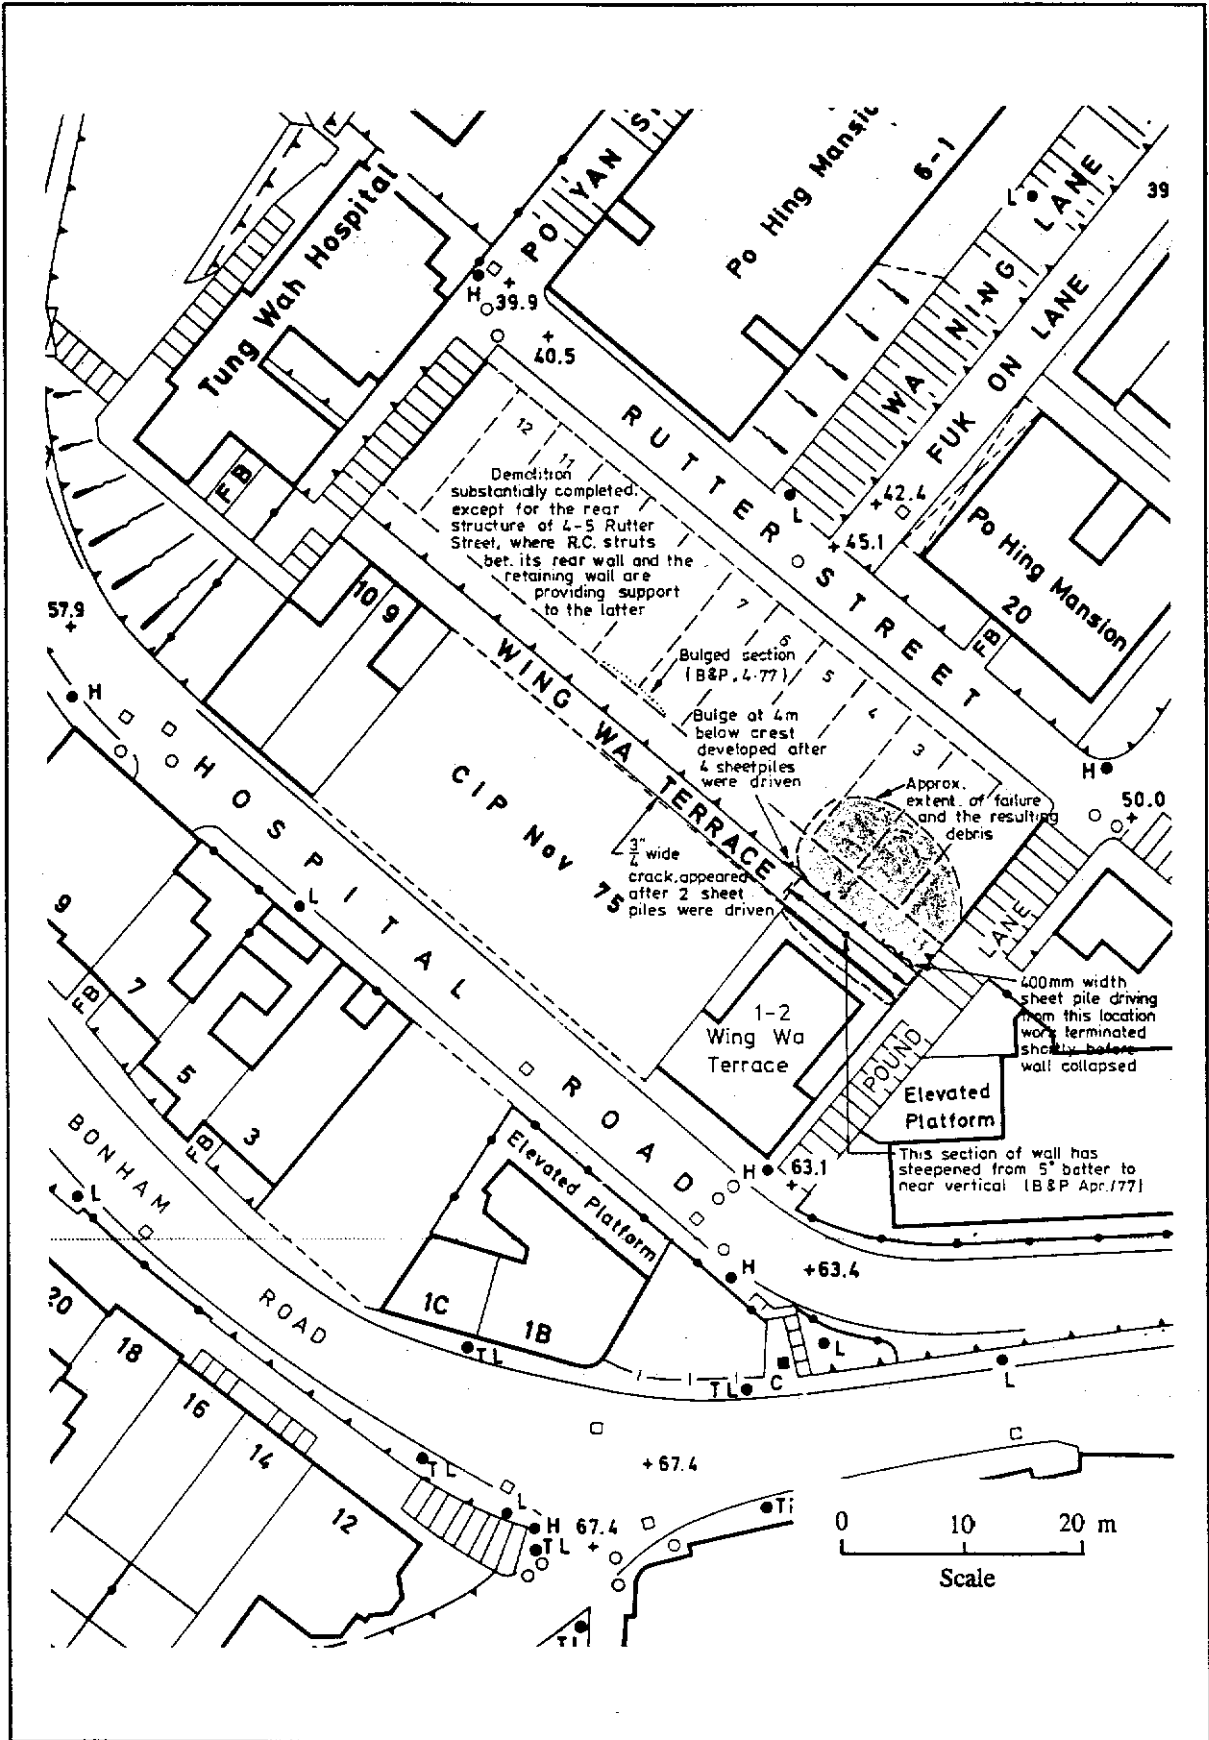 PO YAN S
Po Hing Mansio
6-1
WA NING LANE
L
39
FUK ON LANE
Tung Wah Hospital
H
39.9
40.5
RUTTER STREET
FB
12
11
Demolition
substantially completed,
except for the rear
structure of 4-5 Rutter
Street, where R.C. struts
bet. its rear wall and the
retaining wall are
providing support
to the latter
42.4
L
45.1
Po Hing Mansion
20
FB
57.9
H
10
9
7
6
5
4
3
WING WA TERRACE
Bulged section
(B&P, 4.77)
Bulge at 4m
below crest
developed after
4 sheetpiles
were driven
Approx.
extent of failure
and the resulting
debris
H
50.0
HOSPITAL ROAD
CIP Nov 75
3/4" wide
crack appeared
after 2 sheet
piles were driven
POUND LANE
400mm width
sheet pile driving
from this location
work terminated
shortly before
wall collapsed
1-2
Wing Wa
Terrace
Elevated
Platform
This section of wall has
steepened from 5° batter to
near vertical (B&P Apr./77)
L
9
7
5
3
FB
FB
BONHAM ROAD
L
Elevated Platform
H
63.1
H
+63.4
1C
1B
TL
TL
C
L
L
20
18
16
14
12
TL
L
H
TL
67.4
+67.4
C
Ti
TL
0 10 20 m
Scale